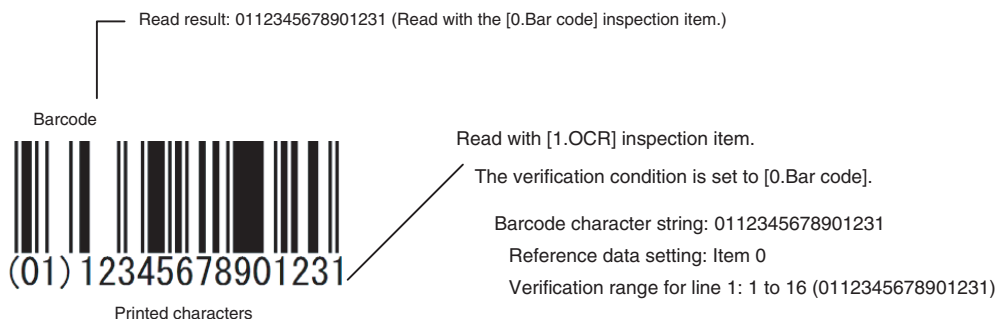 Read result: 0112345678901231 (Read with the [0.Bar code] inspection item.)
Barcode
(01)12345678901231
Printed characters
Read with [1.OCR] inspection item.
The verification condition is set to [0.Bar code].
Barcode character string: 0112345678901231
Reference data setting: Item 0
Verification range for line 1: 1 to 16 (0112345678901231)